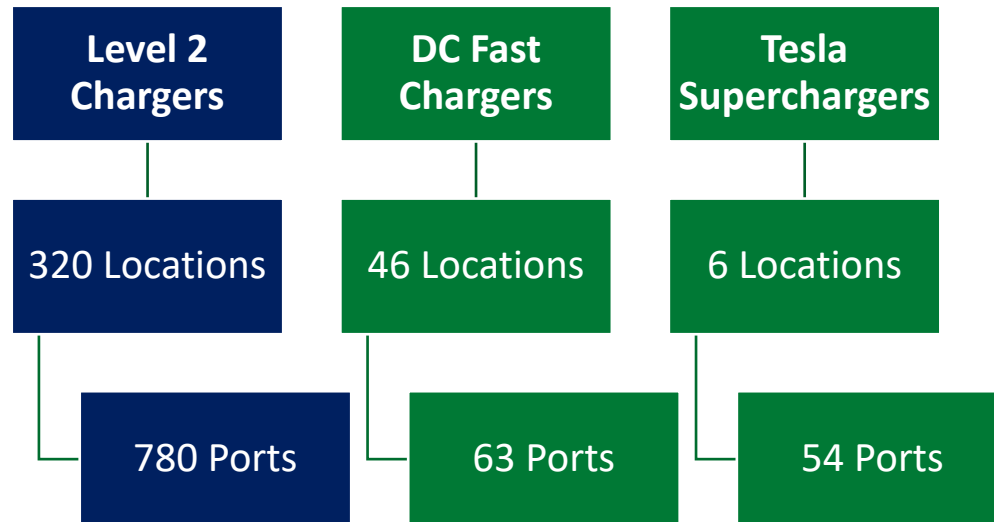 Level 2
Chargers
320 Locations
780 Ports
DC Fast
Chargers
46 Locations
63 Ports
Tesla
Superchargers
6 Locations
54 Ports